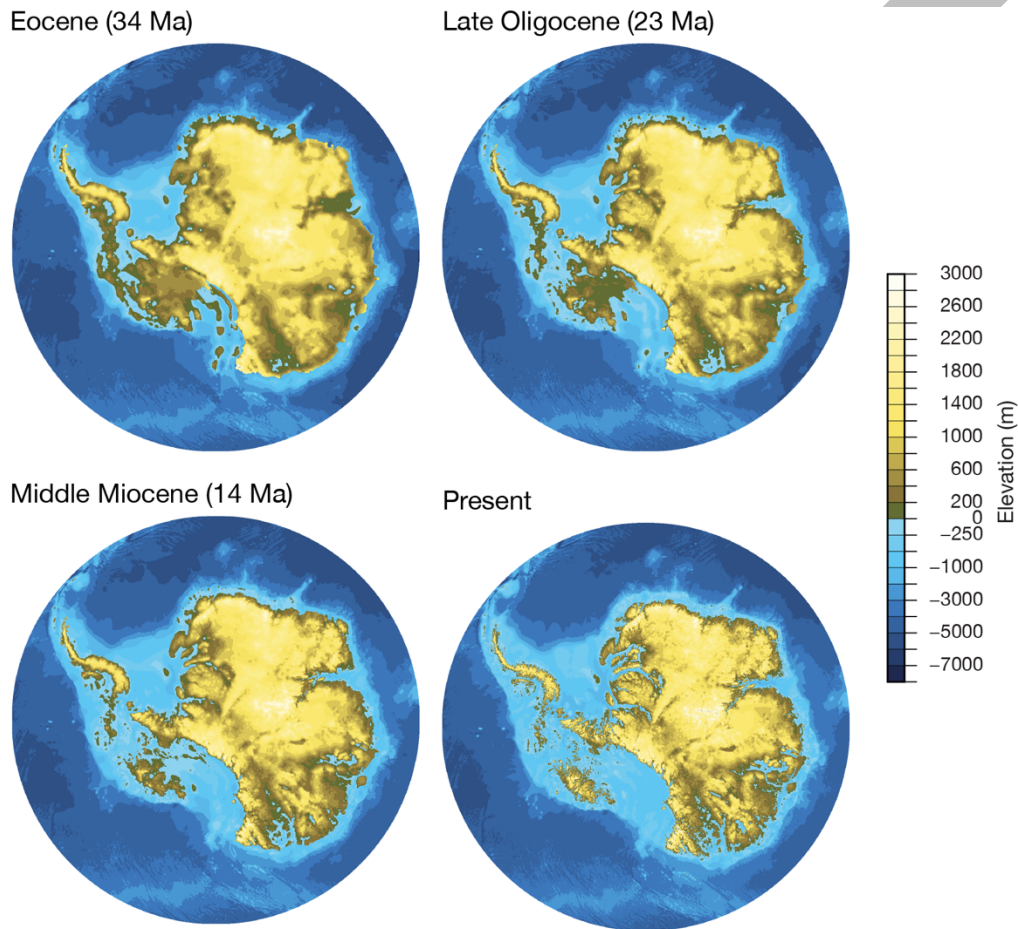 Eocene (34 Ma)
Late Oligocene (23 Ma)
Middle Miocene (14 Ma)
Present
3000
2600
2200
1800
1400
1000
600
200
0
−250
−1000
−3000
−5000
−7000
Elevation (m)